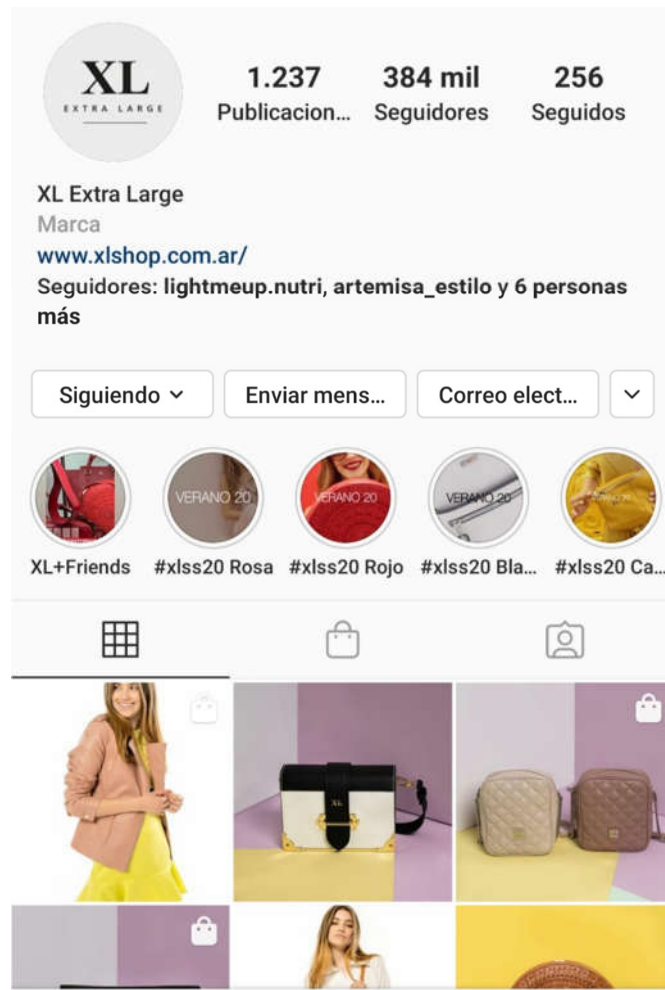 XL
EXTRA LARGE
1.237 384 mil 256
Publicacion... Seguidores Seguidos
XL Extra Large
Marca
www.xlshop.com.ar/
Seguidores: lightmeup.nutri, artemisa_estilo y 6 personas
más
Siguiendo Enviar mens... Correo elect...
VERANO 20 VERANO 20 VERANO 20
XL+Friends #xlss20 Rosa #xlss20 Rojo #xlss20 Bla... #xlss20 Ca...
XL